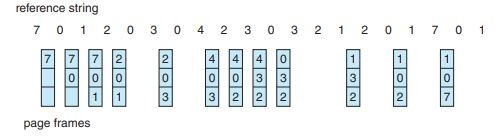 reference string
7 0 1 2 0 3 0 4 2 3 0 3 2 1 2 0 1 7 0 1
7 7 7 2 2 4 4 4 0 1 1 1
0 0 0 0 0 0 3 3 3 0 0
1 1 3 3 2 2 2 2 2 7
page frames